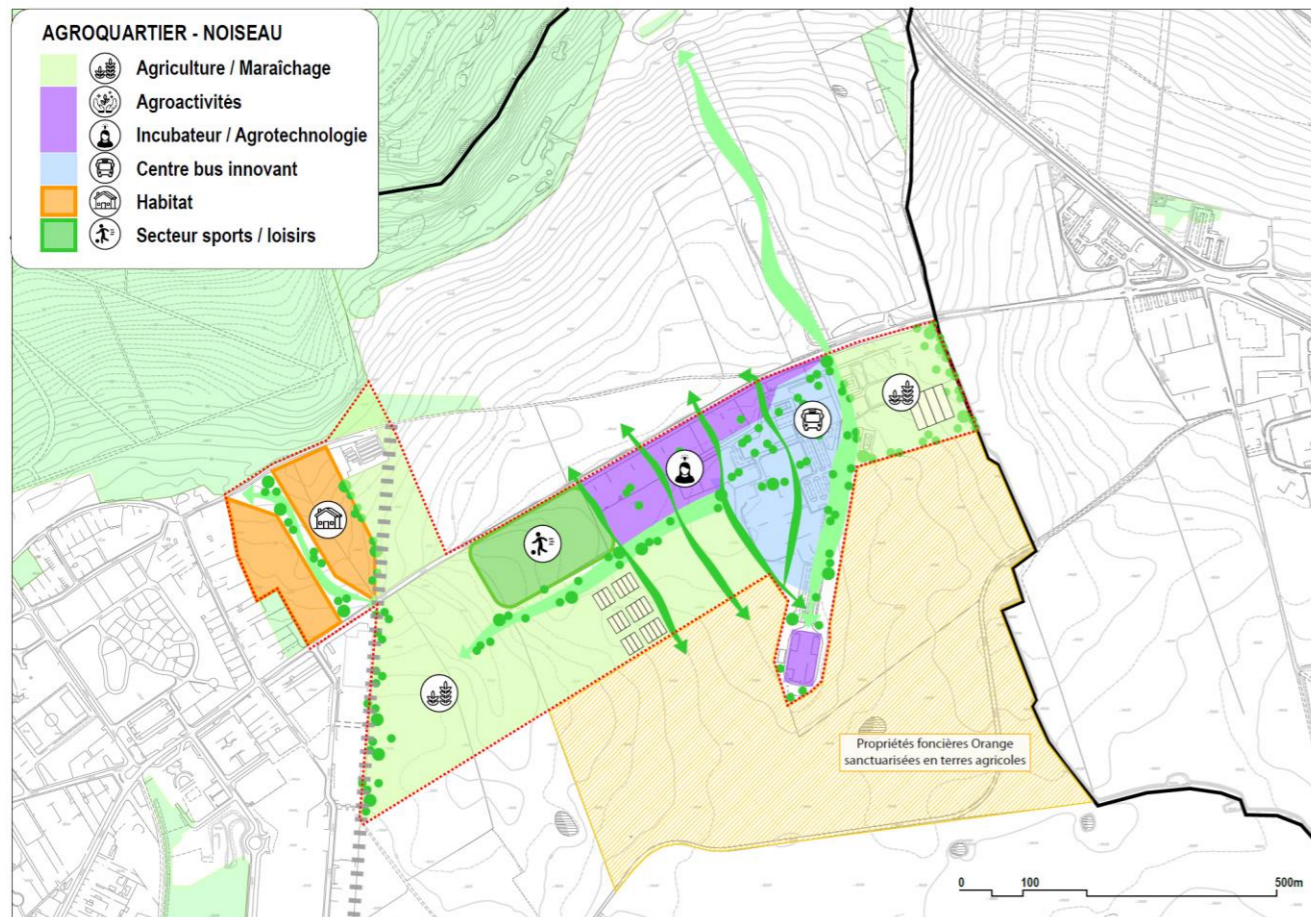 AGROQUARTIER - NOISEAU
Agriculture / Maraîchage
Agroactivités
Incubateur / Agrotechnologie
Centre bus innovant
Habitat
Secteur sports / loisirs
Propriétés foncières Orange
sanctuarisées en terres agricoles
0 100 500m